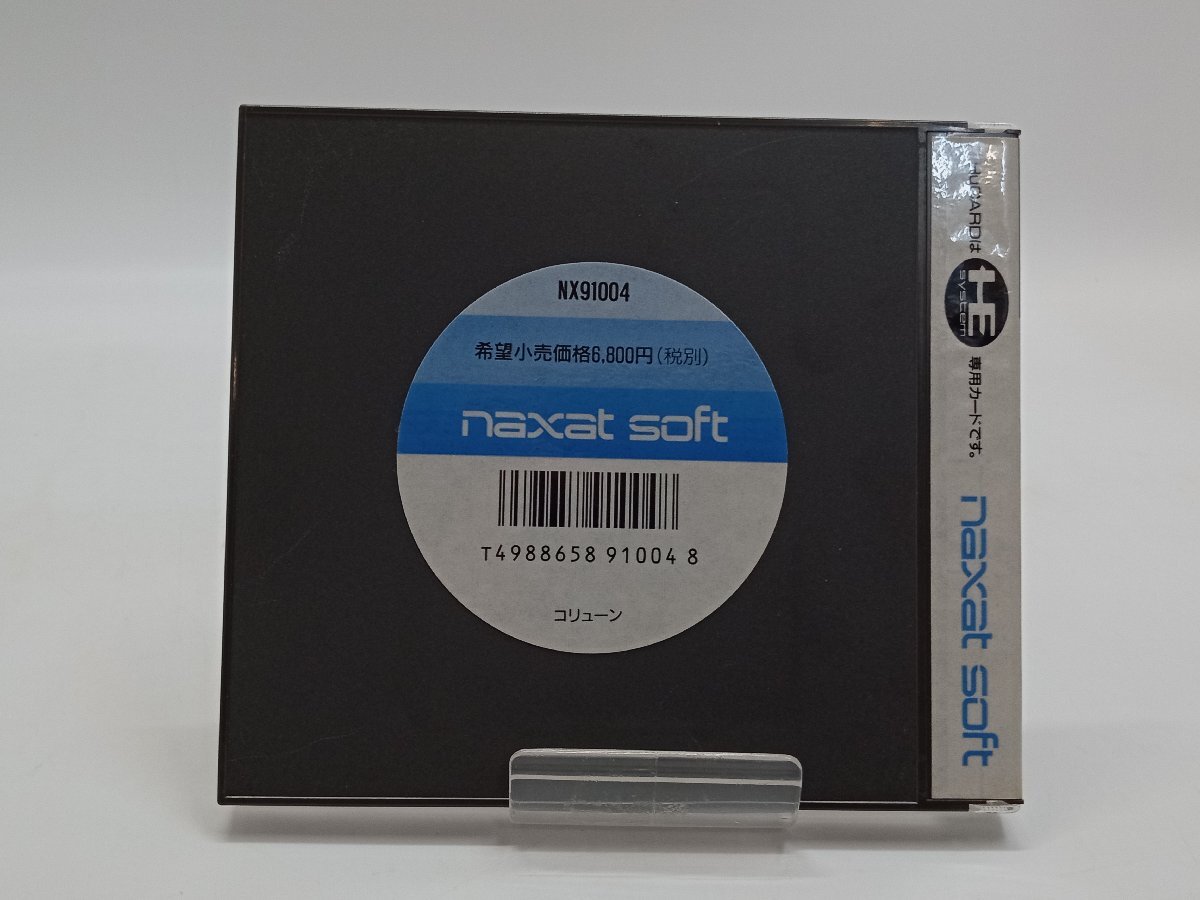 NX91004
希望小売価格6,800円(税別)
naxat soft
T4988658 91004 8
コリューン
HuCARDは
HE
system
専用カードです。
naxat soft